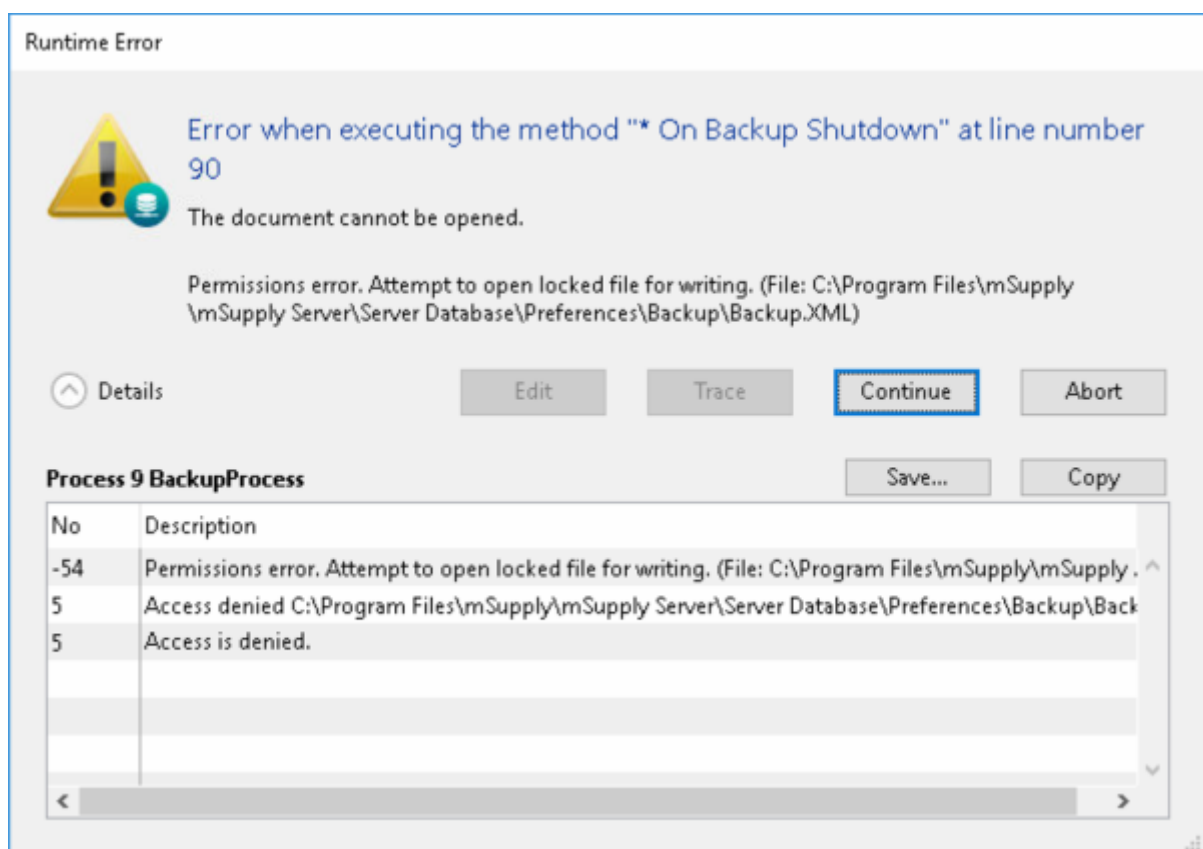 Runtime Error
Error when executing the method "* On Backup Shutdown" at line number
90
The document cannot be opened.
Permissions error. Attempt to open locked file for writing. (File: C:\Program Files\mSupply
\mSupply Server\Server Database\Preferences\Backup\Backup.XML)
Details Edit Trace Continue Abort
Process 9 BackupProcess Save... Copy
No Description
-54 Permissions error. Attempt to open locked file for writing. (File: C:\Program Files\mSupply\mSupply .
5 Access denied C:\Program Files\mSupply\mSupply Server\Server Database\Preferences\Backup\Back
5 Access is denied.